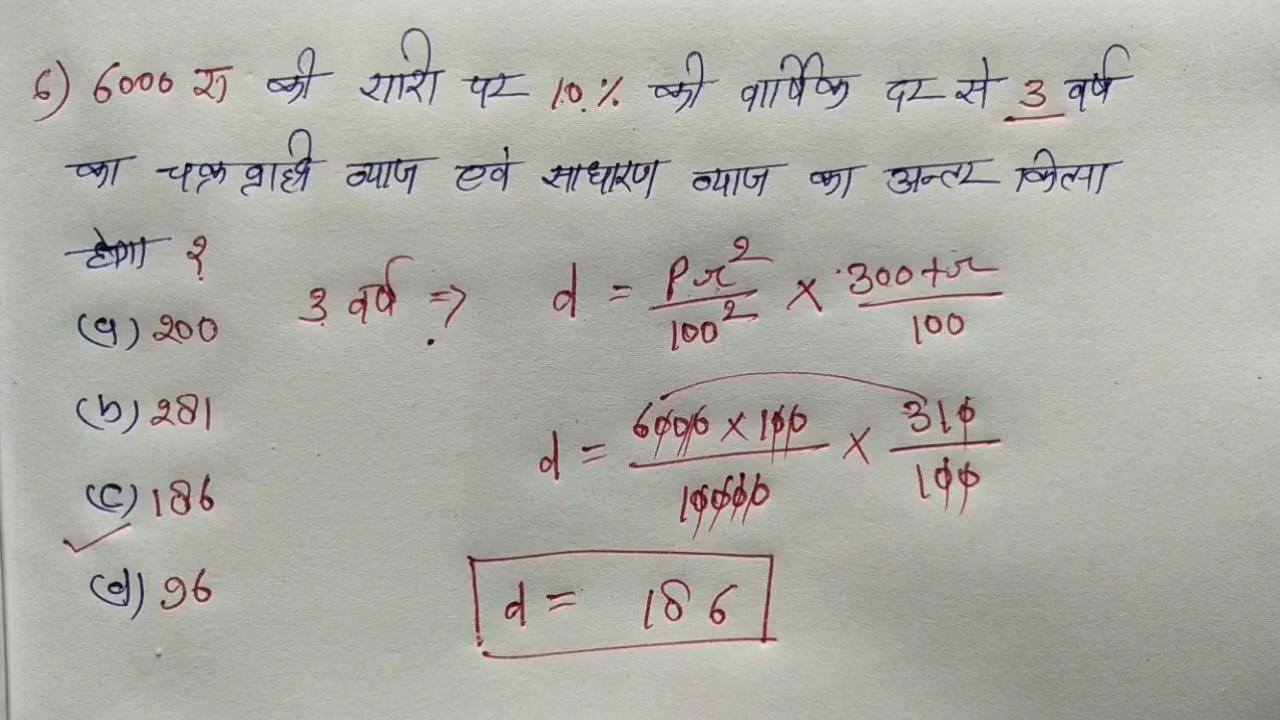 6) 6000 रु की राशि पर 10% की वार्षिक दर से 3 वर्ष
का चक्रवृद्धि ब्याज एवं साधारण ब्याज का अन्तर कितना
होगा ?
3 वर्ष ⇒ d = Pr²/100² × 300+r/100
(a) 200
(b) 281
d = 6000 × 100/10000 × 310/100
(c) 186
(d) 96
d = 186